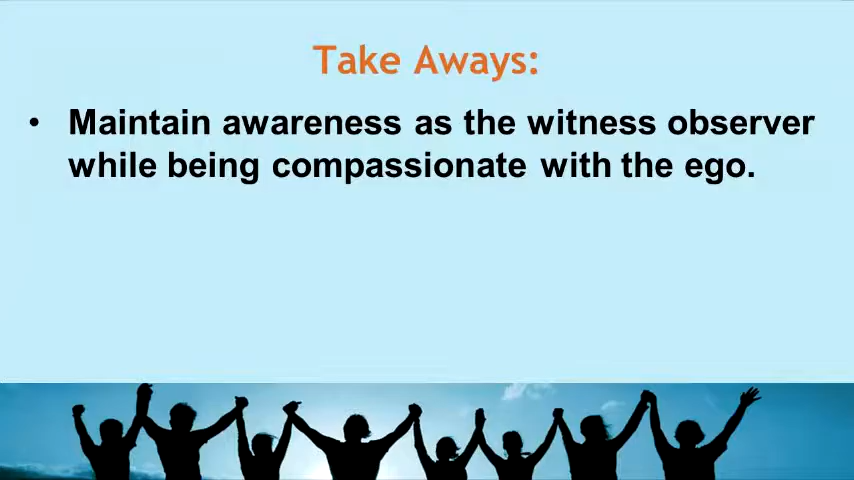 Take Aways:
• Maintain awareness as the witness observer
while being compassionate with the ego.